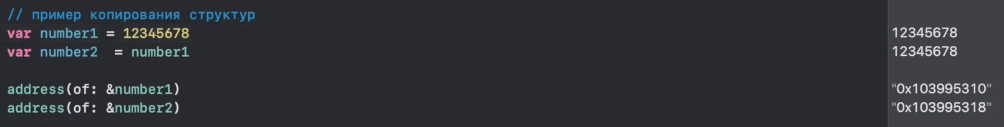 // пример копирования структур
var number1 = 12345678 12345678
var number2  = number1 12345678
address(of: &number1) "0x103995310"
address(of: &number2) "0x103995318"